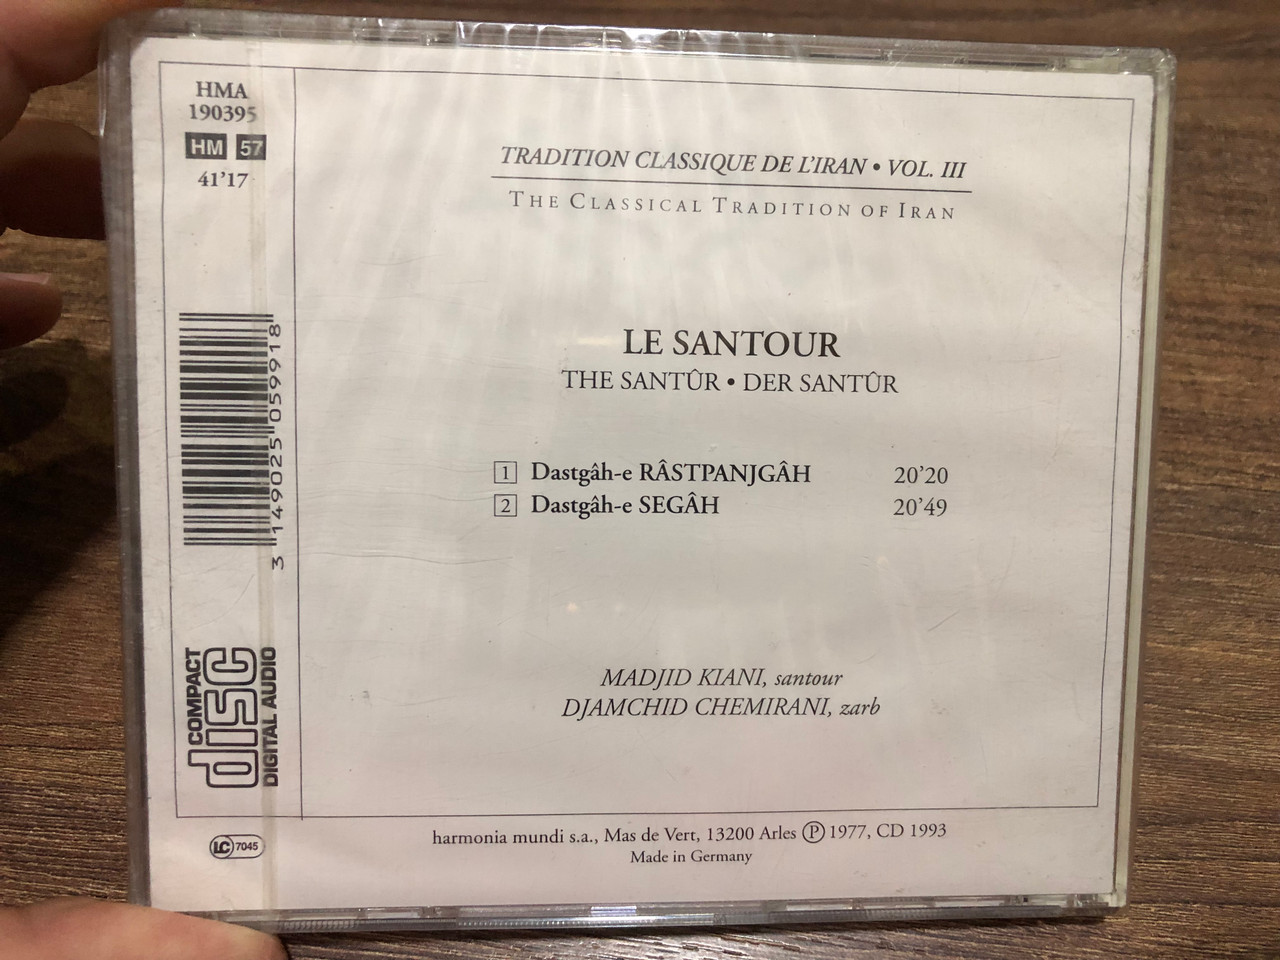 HMA
190395
HM 57
41'17
TRADITION CLASSIQUE DE L'IRAN • VOL. III
THE CLASSICAL TRADITION OF IRAN
LE SANTOUR
THE SANTÛR • DER SANTÛR
1 Dastgâh-e RÂSTPANJGÂH 20'20
2 Dastgâh-e SEGÂH 20'49
MADJID KIANI, santour
DJAMCHID CHEMIRANI, zarb
3 149025 059918
COMPACT
disc
DIGITAL AUDIO
LC 7045
harmonia mundi s.a., Mas de Vert, 13200 Arles Ⓟ 1977, CD 1993
Made in Germany